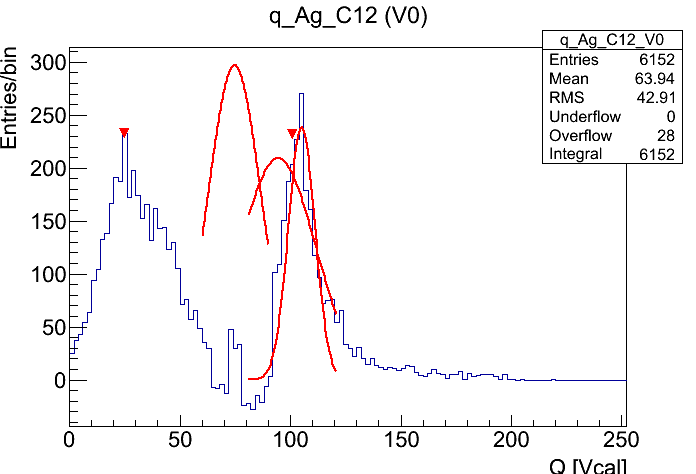 q_Ag_C12 (V0)
q_Ag_C12_V0
Entries 6152
Mean 63.94
RMS 42.91
Underflow 0
Overflow 28
Integral 6152
Entries/bin
300
250
200
150
100
50
0
0 50 100 150 200 250
Q [Vcal]